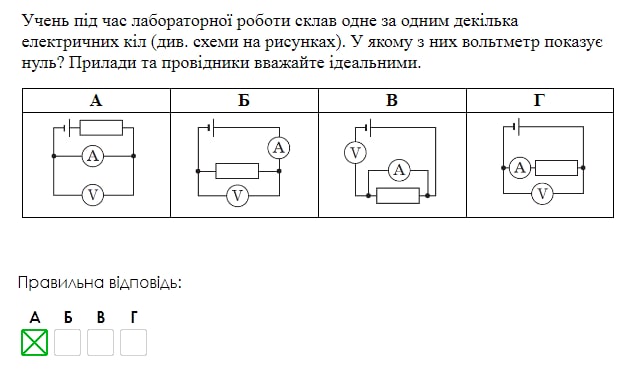 Учень під час лабораторної роботи склав одне за одним декілька
електричних кіл (див. схеми на рисунках). У якому з них вольтметр показує
нуль? Прилади та провідники вважайте ідеальними.
А Б В Г
A V
A V
V A
A V
Правильна відповідь:
А Б В Г